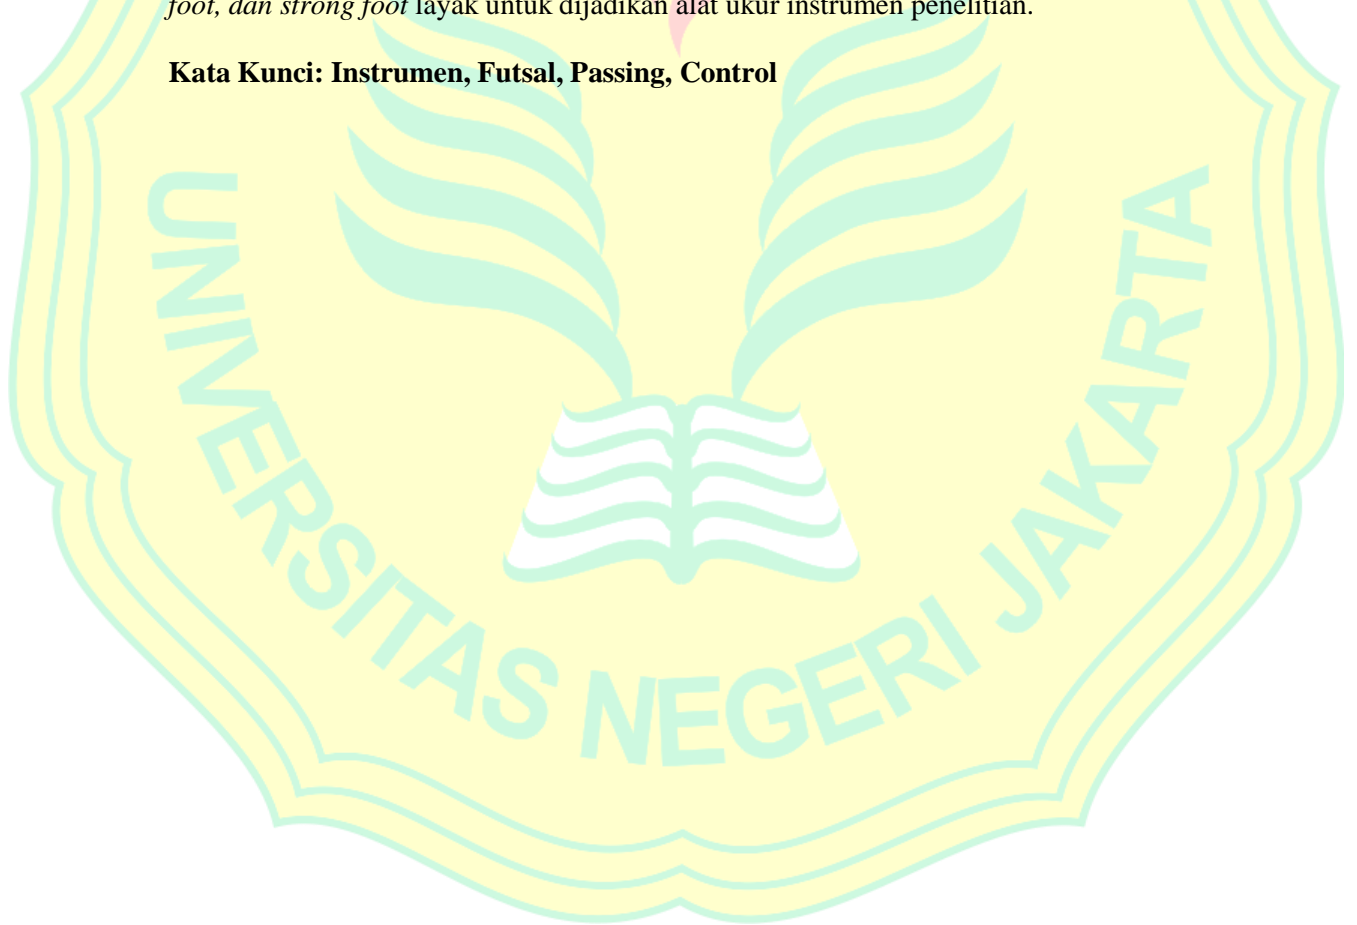 foot, dan strong foot layak untuk dijadikan alat ukur instrumen penelitian.
Kata Kunci: Instrumen, Futsal, Passing, Control
UNIVERSITAS NEGERI JAKARTA